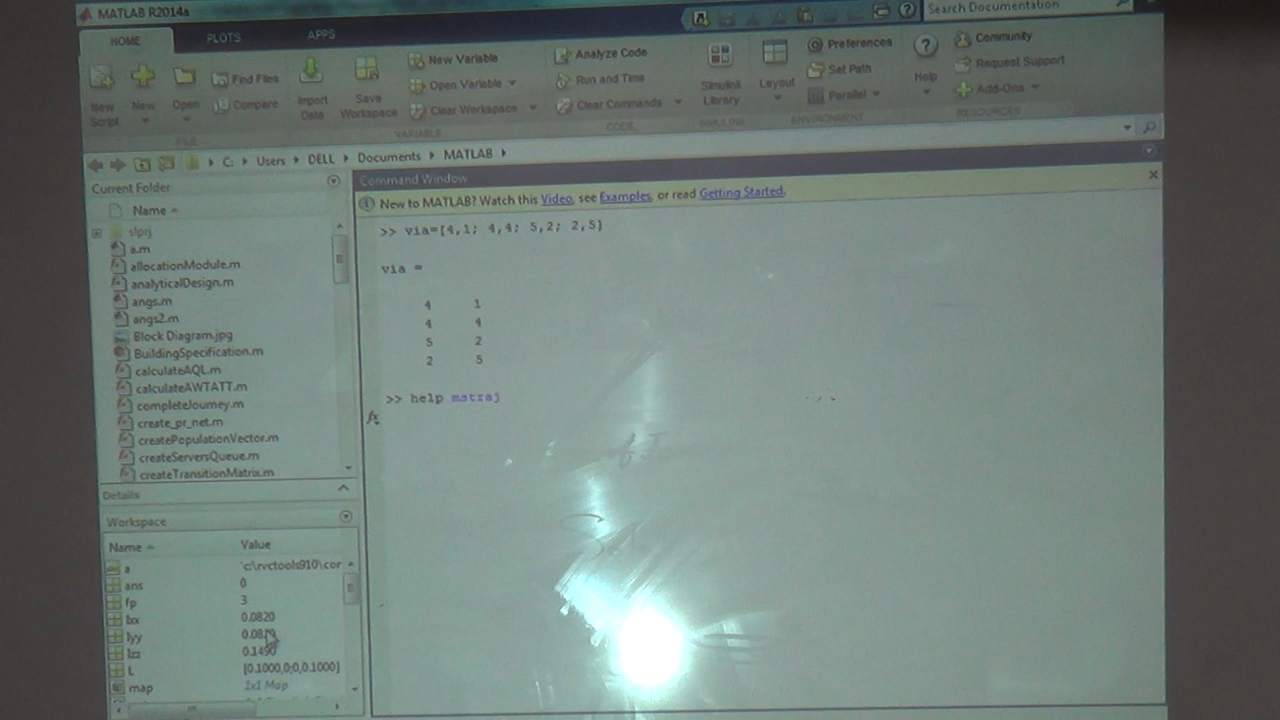 MATLAB R2014a
Search Documentation
HOME PLOTS APPS
New Script
New
Open
Find Files
Compare
Import Data
Save Workspace
New Variable
Open Variable
Clear Workspace
Analyze Code
Run and Time
Clear Commands
Simulink Library
Layout
Preferences
Set Path
Parallel
Help
Community
Request Support
Add-Ons
FILE VARIABLE CODE SIMULINK ENVIRONMENT RESOURCES
C: Users DELL Documents MATLAB
Current Folder
Name
slprj
a.m
allocationModule.m
analyticalDesign.m
angs.m
angs2.m
Block Diagram.jpg
BuildingSpecification.m
calculateAQL.m
calculateAWTATT.m
completeJourney.m
create_pr_net.m
createPopulationVector.m
createServersQueue.m
createTransitionMatrix.m
Details
Workspace
Name Value
a 'c:\rvctools910\cor
ans 0
fp 3
Ixx 0.0820
Iyy
Izz 0.1490
L [0.1000,0;0,0.1000]
map 1x1 Map
Command Window
New to MATLAB? Watch this Video, see Examples, or read Getting Started.
>> via=[4,1; 4,4; 5,2; 2,5]
via =
4 1
4 4
5 2
2 5
>> help mstraj
fx